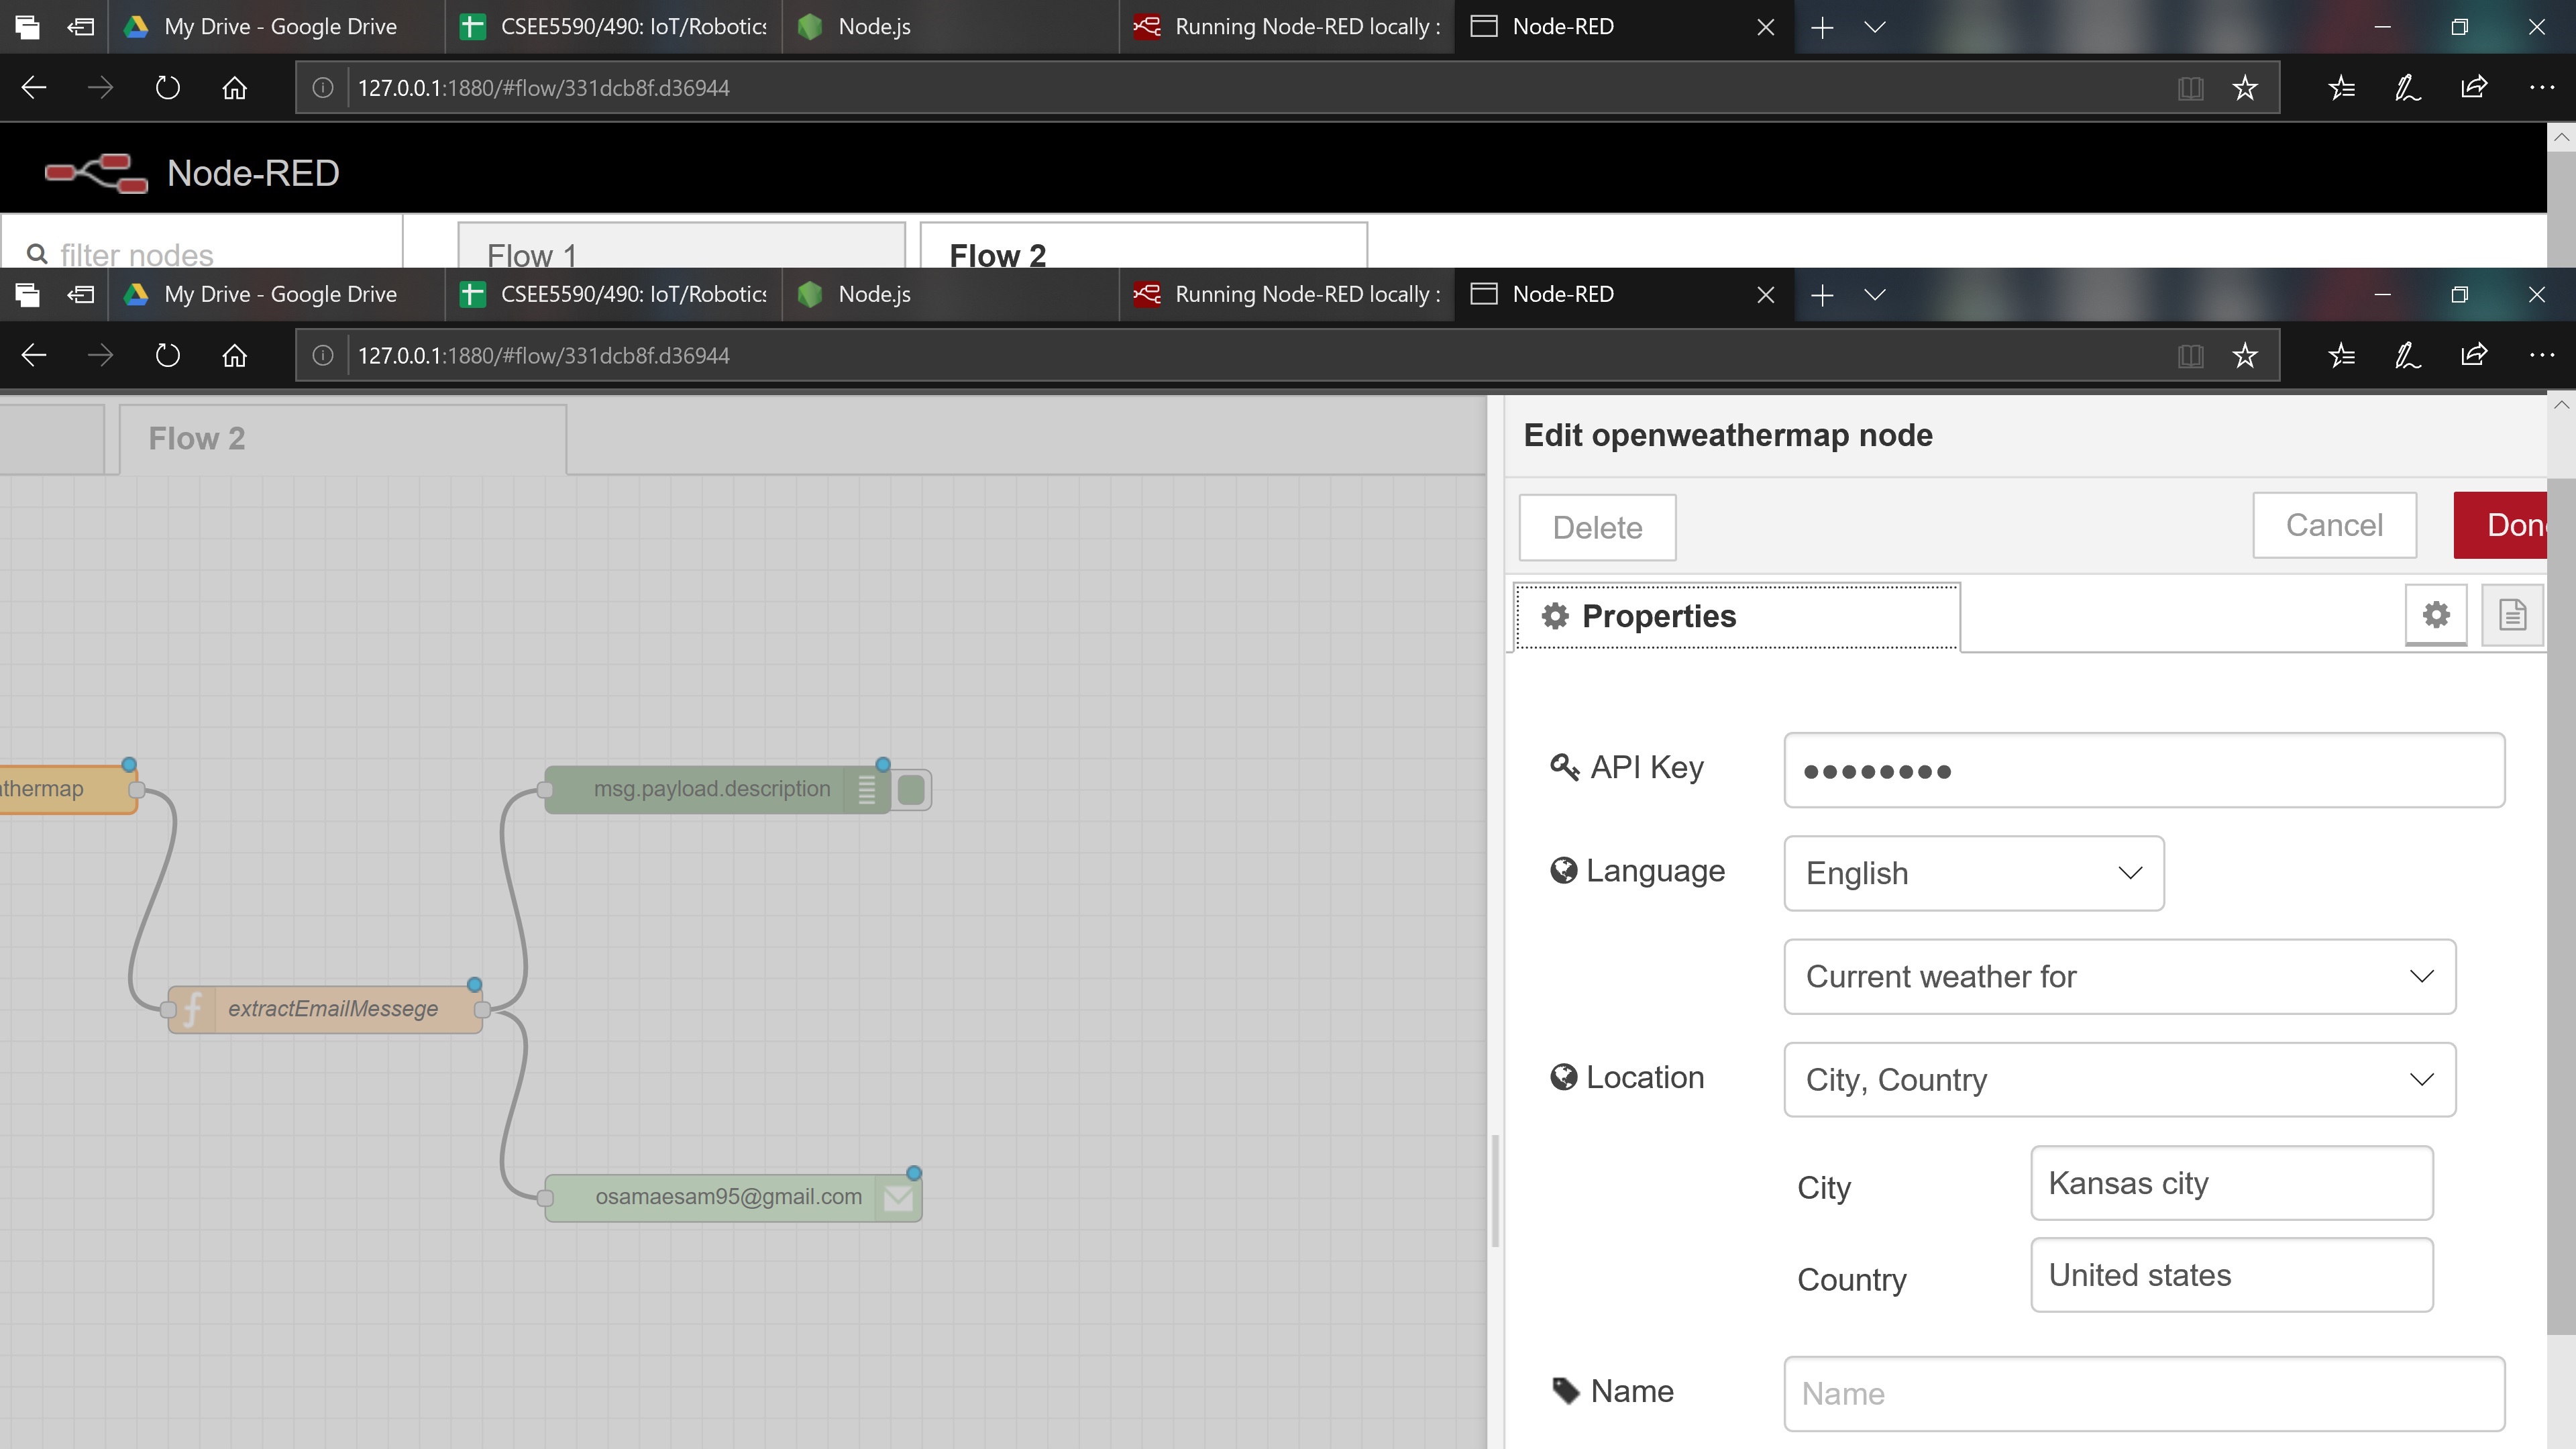 My Drive - Google Drive
CSEE5590/490: IoT/Robotics
Node.js
Running Node-RED locally :
Node-RED
127.0.0.1:1880/#flow/331dcb8f.d36944
Node-RED
filter nodes
Flow 1
Flow 2
My Drive - Google Drive
CSEE5590/490: IoT/Robotics
Node.js
Running Node-RED locally :
Node-RED
127.0.0.1:1880/#flow/331dcb8f.d36944
Flow 2
Edit openweathermap node
Delete
Cancel
Done
Properties
API Key
••••••••
Language
English
Current weather for
Location
City, Country
City
Kansas city
Country
United states
Name
Name
thermap
msg.payload.description
extractEmailMessege
osamaesam95@gmail.com